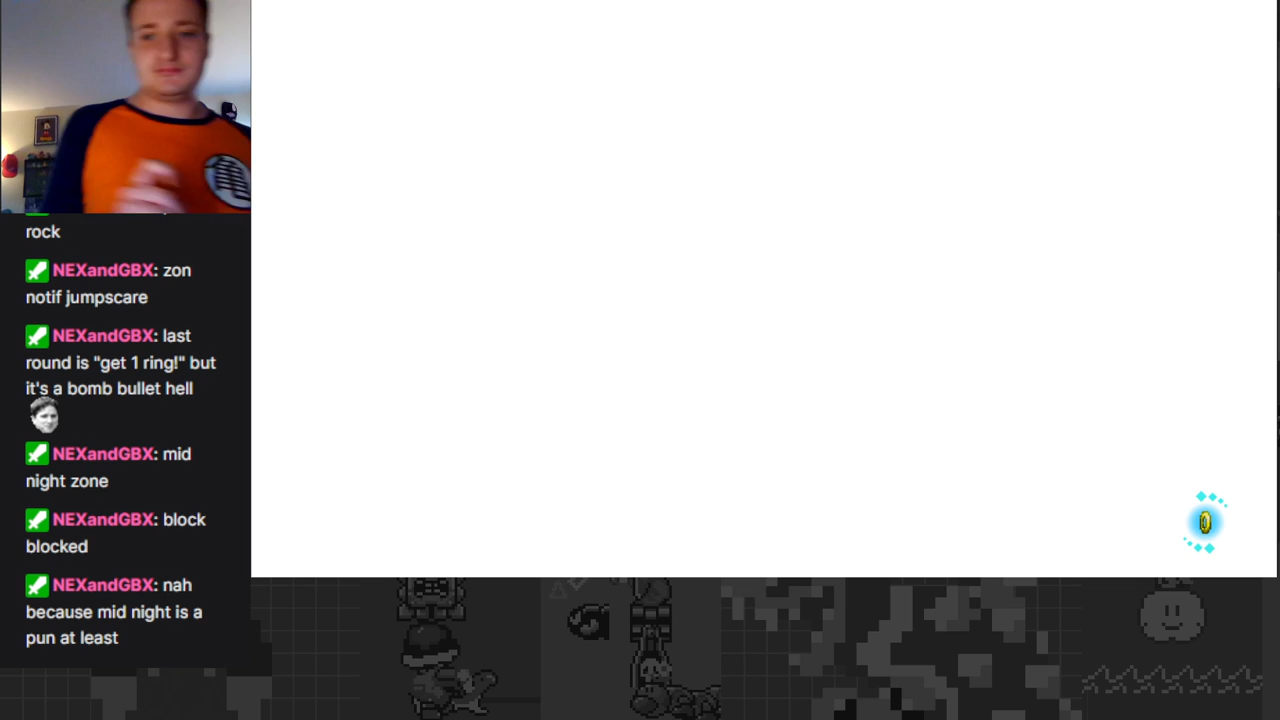 rock
NEXandGBX: zon
notif jumpscare
NEXandGBX: last
round is "get 1 ring!" but
it's a bomb bullet hell
NEXandGBX: mid
night zone
NEXandGBX: block
blocked
NEXandGBX: nah
because mid night is a
pun at least